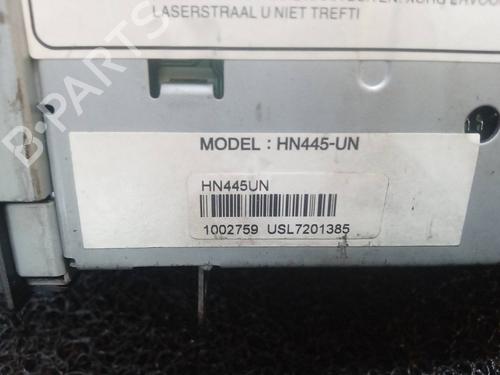 LASERSTRAAL U NIET TREFT!
MODEL : HN445-UN
HN445UN
1002759 USL7201385
B-PARTS